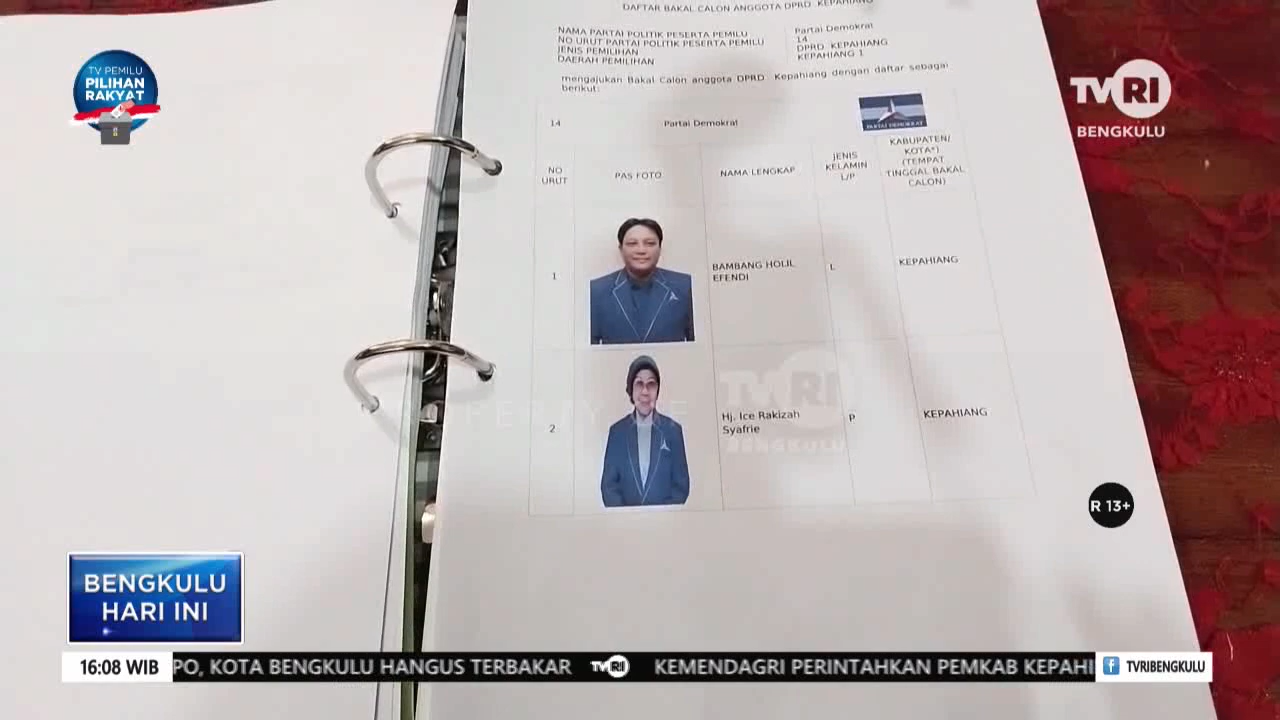 DAFTAR BAKAL CALON ANGGOTA DPRD KEPAHIANG
NAMA PARTAI POLITIK PESERTA PEMILU
Partai Demokrat
NO URUT PARTAI POLITIK PESERTA PEMILU
14
JENIS PEMILIHAN
DPRD KEPAHIANG
DAERAH PEMILIHAN
KEPAHIANG 1
mengajukan Bakal Calon anggota DPRD Kepahiang dengan daftar sebagai
berikut:
14
Partai Demokrat
PARTAI DEMOKRAT
NO
URUT
PAS FOTO
NAMA LENGKAP
JENIS
KELAMIN
L/P
KABUPATEN/
KOTA*)
(TEMPAT
TINGGAL BAKAL
CALON)
1
BAMBANG HOLIL
EFENDI
L
KEPAHIANG
2
Hj. Ice Rakizah
Syafrie
P
KEPAHIANG
TV PEMILU
PILIHAN
RAKYAT
TVRI
BENGKULU
TVRI
BENGKULU
R 13+
BENGKULU
HARI INI
16:08 WIB
PO, KOTA BENGKULU HANGUS TERBAKAR TVRI KEMENDAGRI PERINTAHKAN PEMKAB KEPAHI
TVRIBENGKULU